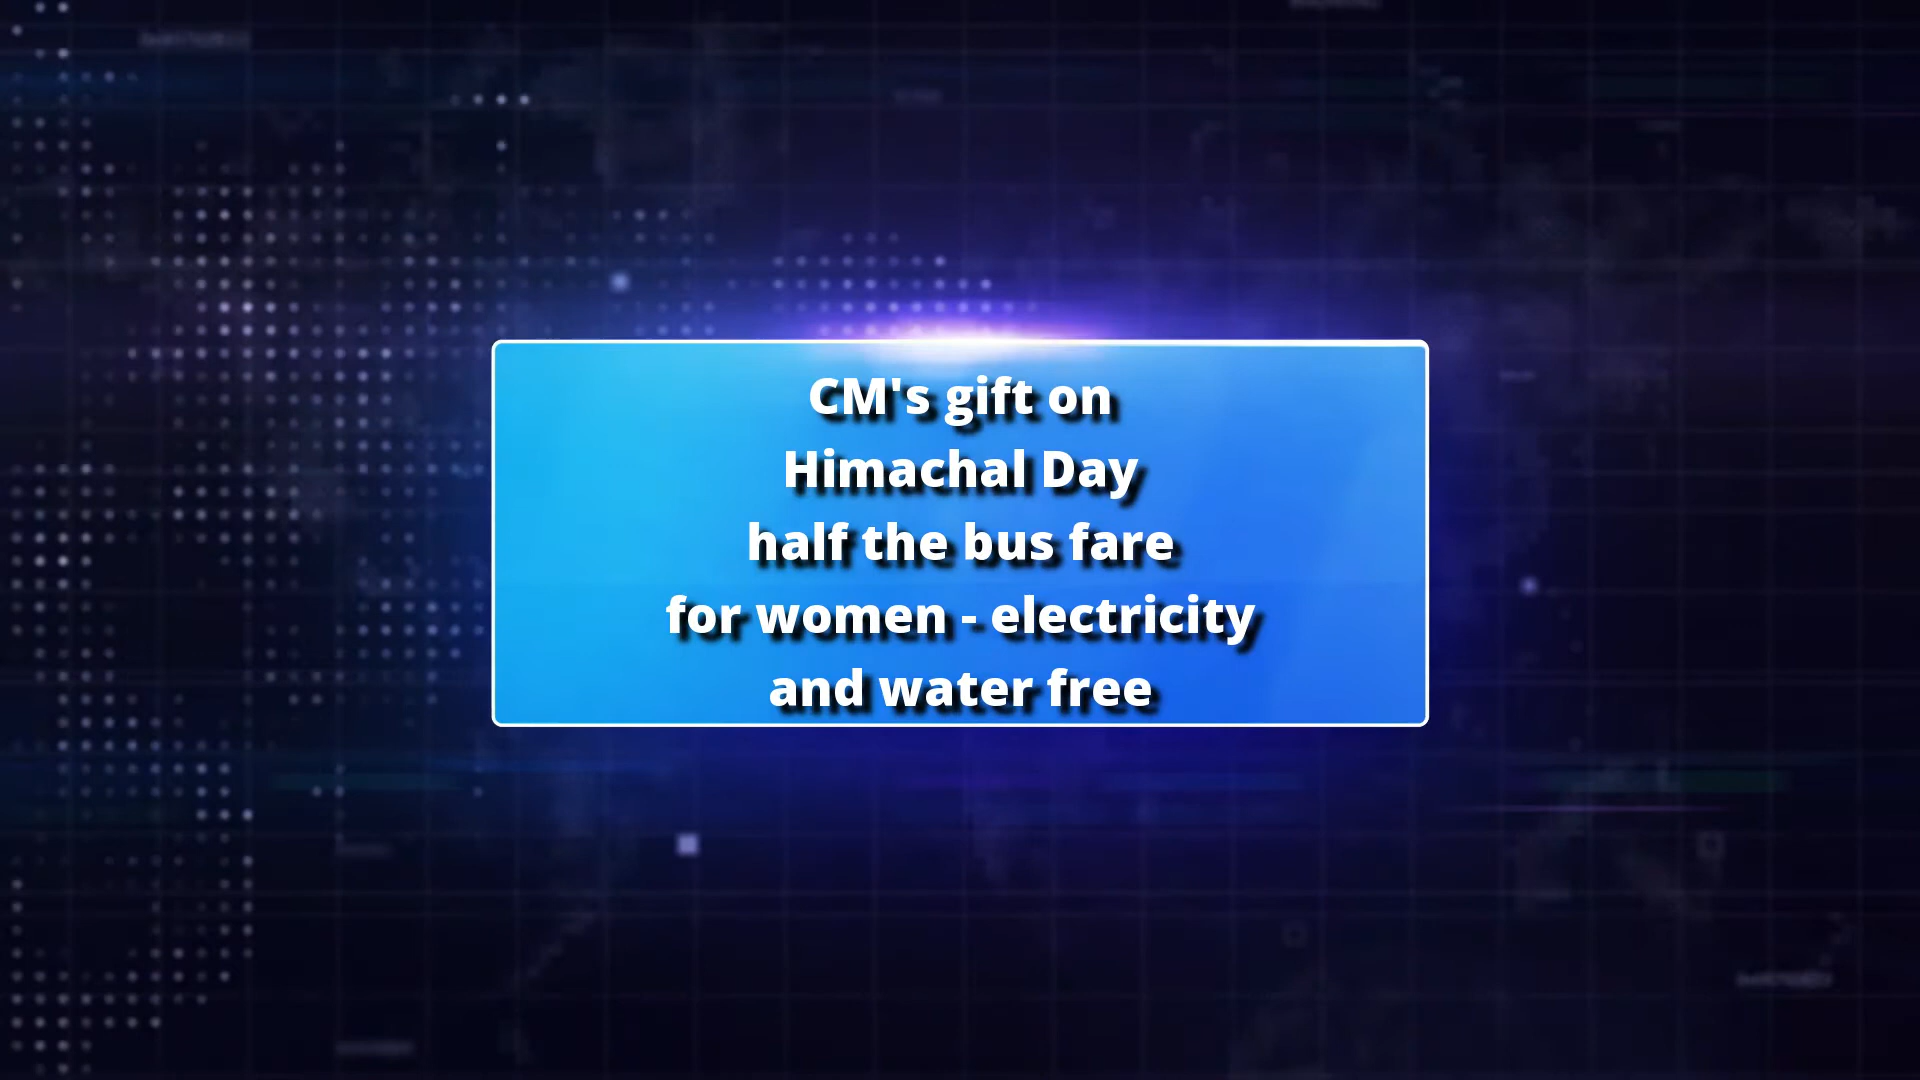 CM's gift on
Himachal Day
half the bus fare
for women - electricity
and water free